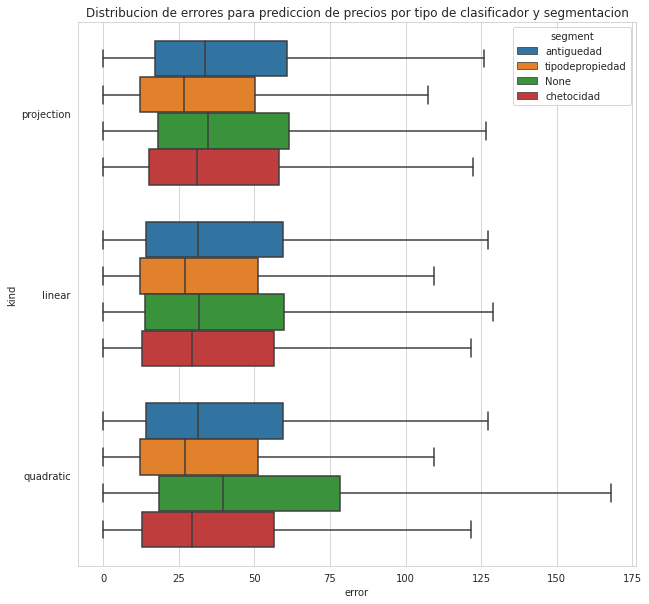 Distribucion de errores para prediccion de precios por tipo de clasificador y segmentacion
segment
antiguedad
tipodepropiedad
None
chetocidad
kind
projection
linear
quadratic
0 25 50 75 100 125 150 175
error